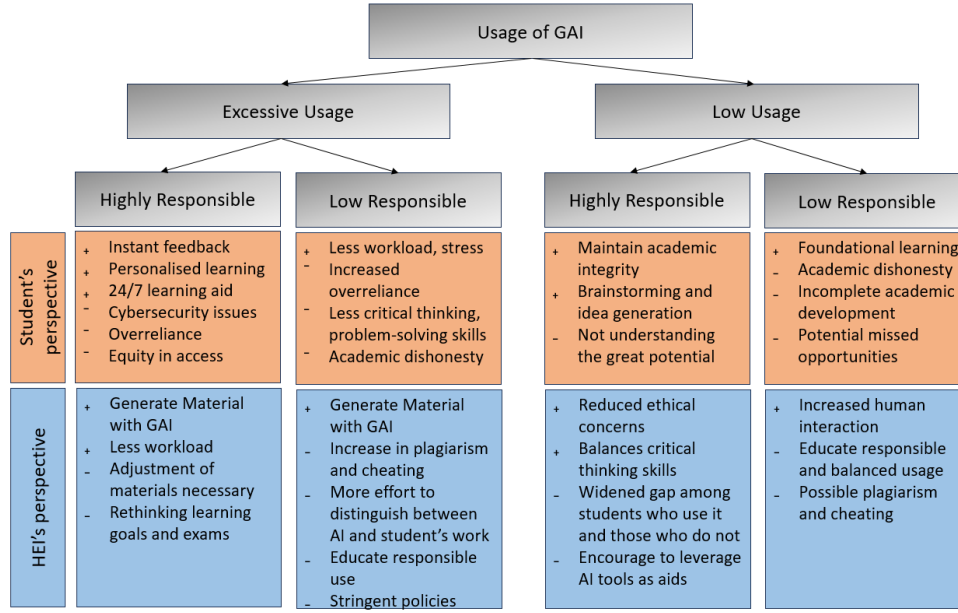 Usage of GAI
Excessive Usage
Low Usage
Highly Responsible
Low Responsible
Highly Responsible
Low Responsible
Student's
perspective
+ Instant feedback
+ Personalised learning
+ 24/7 learning aid
- Cybersecurity issues
- Overreliance
- Equity in access
+ Less workload, stress
- Increased
overreliance
- Less critical thinking,
problem-solving skills
- Academic dishonesty
+ Maintain academic
integrity
+ Brainstorming and
idea generation
- Not understanding
the great potential
+ Foundational learning
- Academic dishonesty
- Incomplete academic
development
- Potential missed
opportunities
HEI's perspective
+ Generate Material
with GAI
+ Less workload
- Adjustment of
materials necessary
- Rethinking learning
goals and exams
+ Generate Material
with GAI
- Increase in plagiarism
and cheating
- More effort to
distinguish between
AI and student's work
- Educate responsible
use
- Stringent policies
+ Reduced ethical
concerns
+ Balances critical
thinking skills
- Widened gap among
students who use it
and those who do not
- Encourage to leverage
AI tools as aids
+ Increased human
interaction
- Educate responsible
and balanced usage
- Possible plagiarism
and cheating